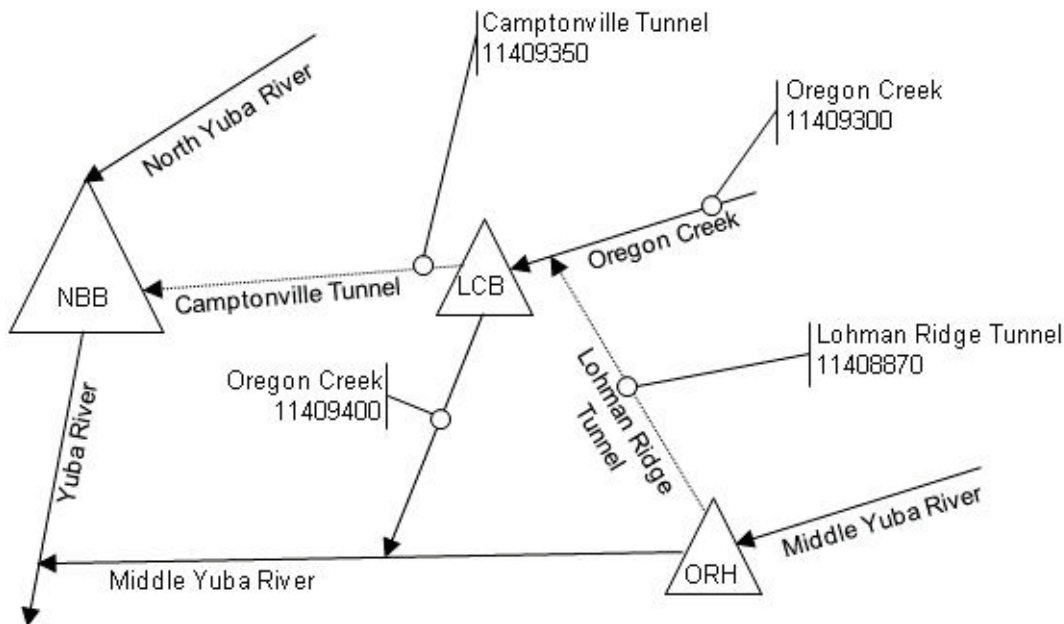 Camptonville Tunnel
11409350
North Yuba River
Oregon Creek
11409300
Oregon Creek
NBB
Camptonville Tunnel
LCB
Lohman Ridge Tunnel
11408870
Lohman Ridge
Tunnel
Oregon Creek
11409400
Yuba River
Middle Yuba River
Middle Yuba River
ORH